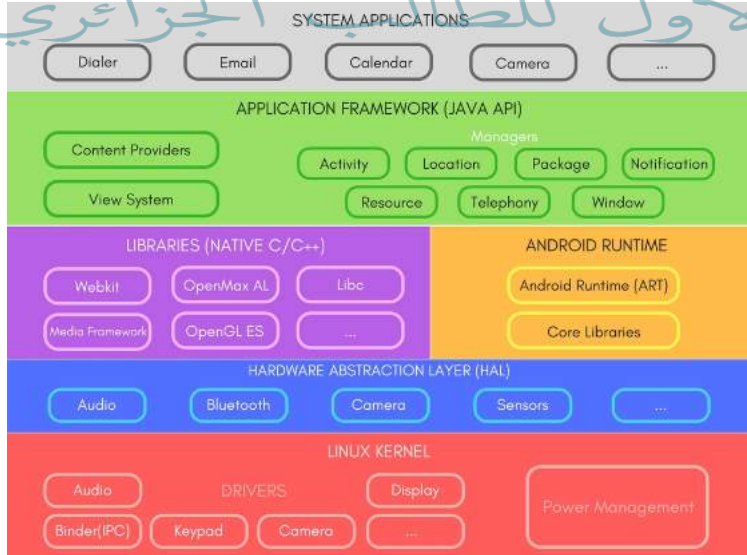 الأول للطالب الجزائري
SYSTEM APPLICATIONS
Dialer Email Calendar Camera ...
APPLICATION FRAMEWORK (JAVA API)
Managers
Content Providers
Activity Location Package Notification
View System
Resource Telephony Window
LIBRARIES (NATIVE C/C++)
Webkit OpenMax AL Libc
Media Framework OpenGL ES ...
ANDROID RUNTIME
Android Runtime (ART)
Core Libraries
HARDWARE ABSTRACTION LAYER (HAL)
Audio Bluetooth Camera Sensors ...
LINUX KERNEL
Audio DRIVERS Display
Binder(IPC) Keypad Camera ...
Power Management